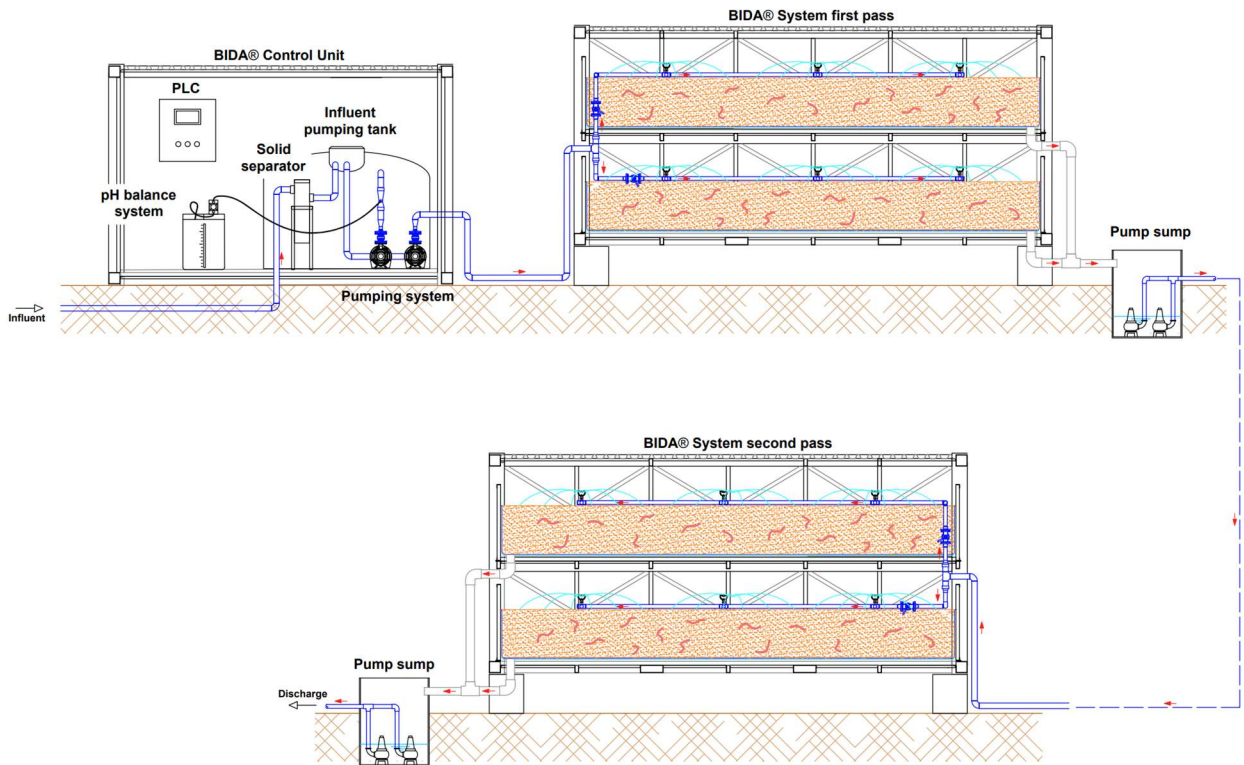 BIDA® System first pass
BIDA® Control Unit
PLC
Influent
pumping tank
Solid
separator
pH balance
system
Pump sump
Pumping system
Influent
BIDA® System second pass
Pump sump
Discharge